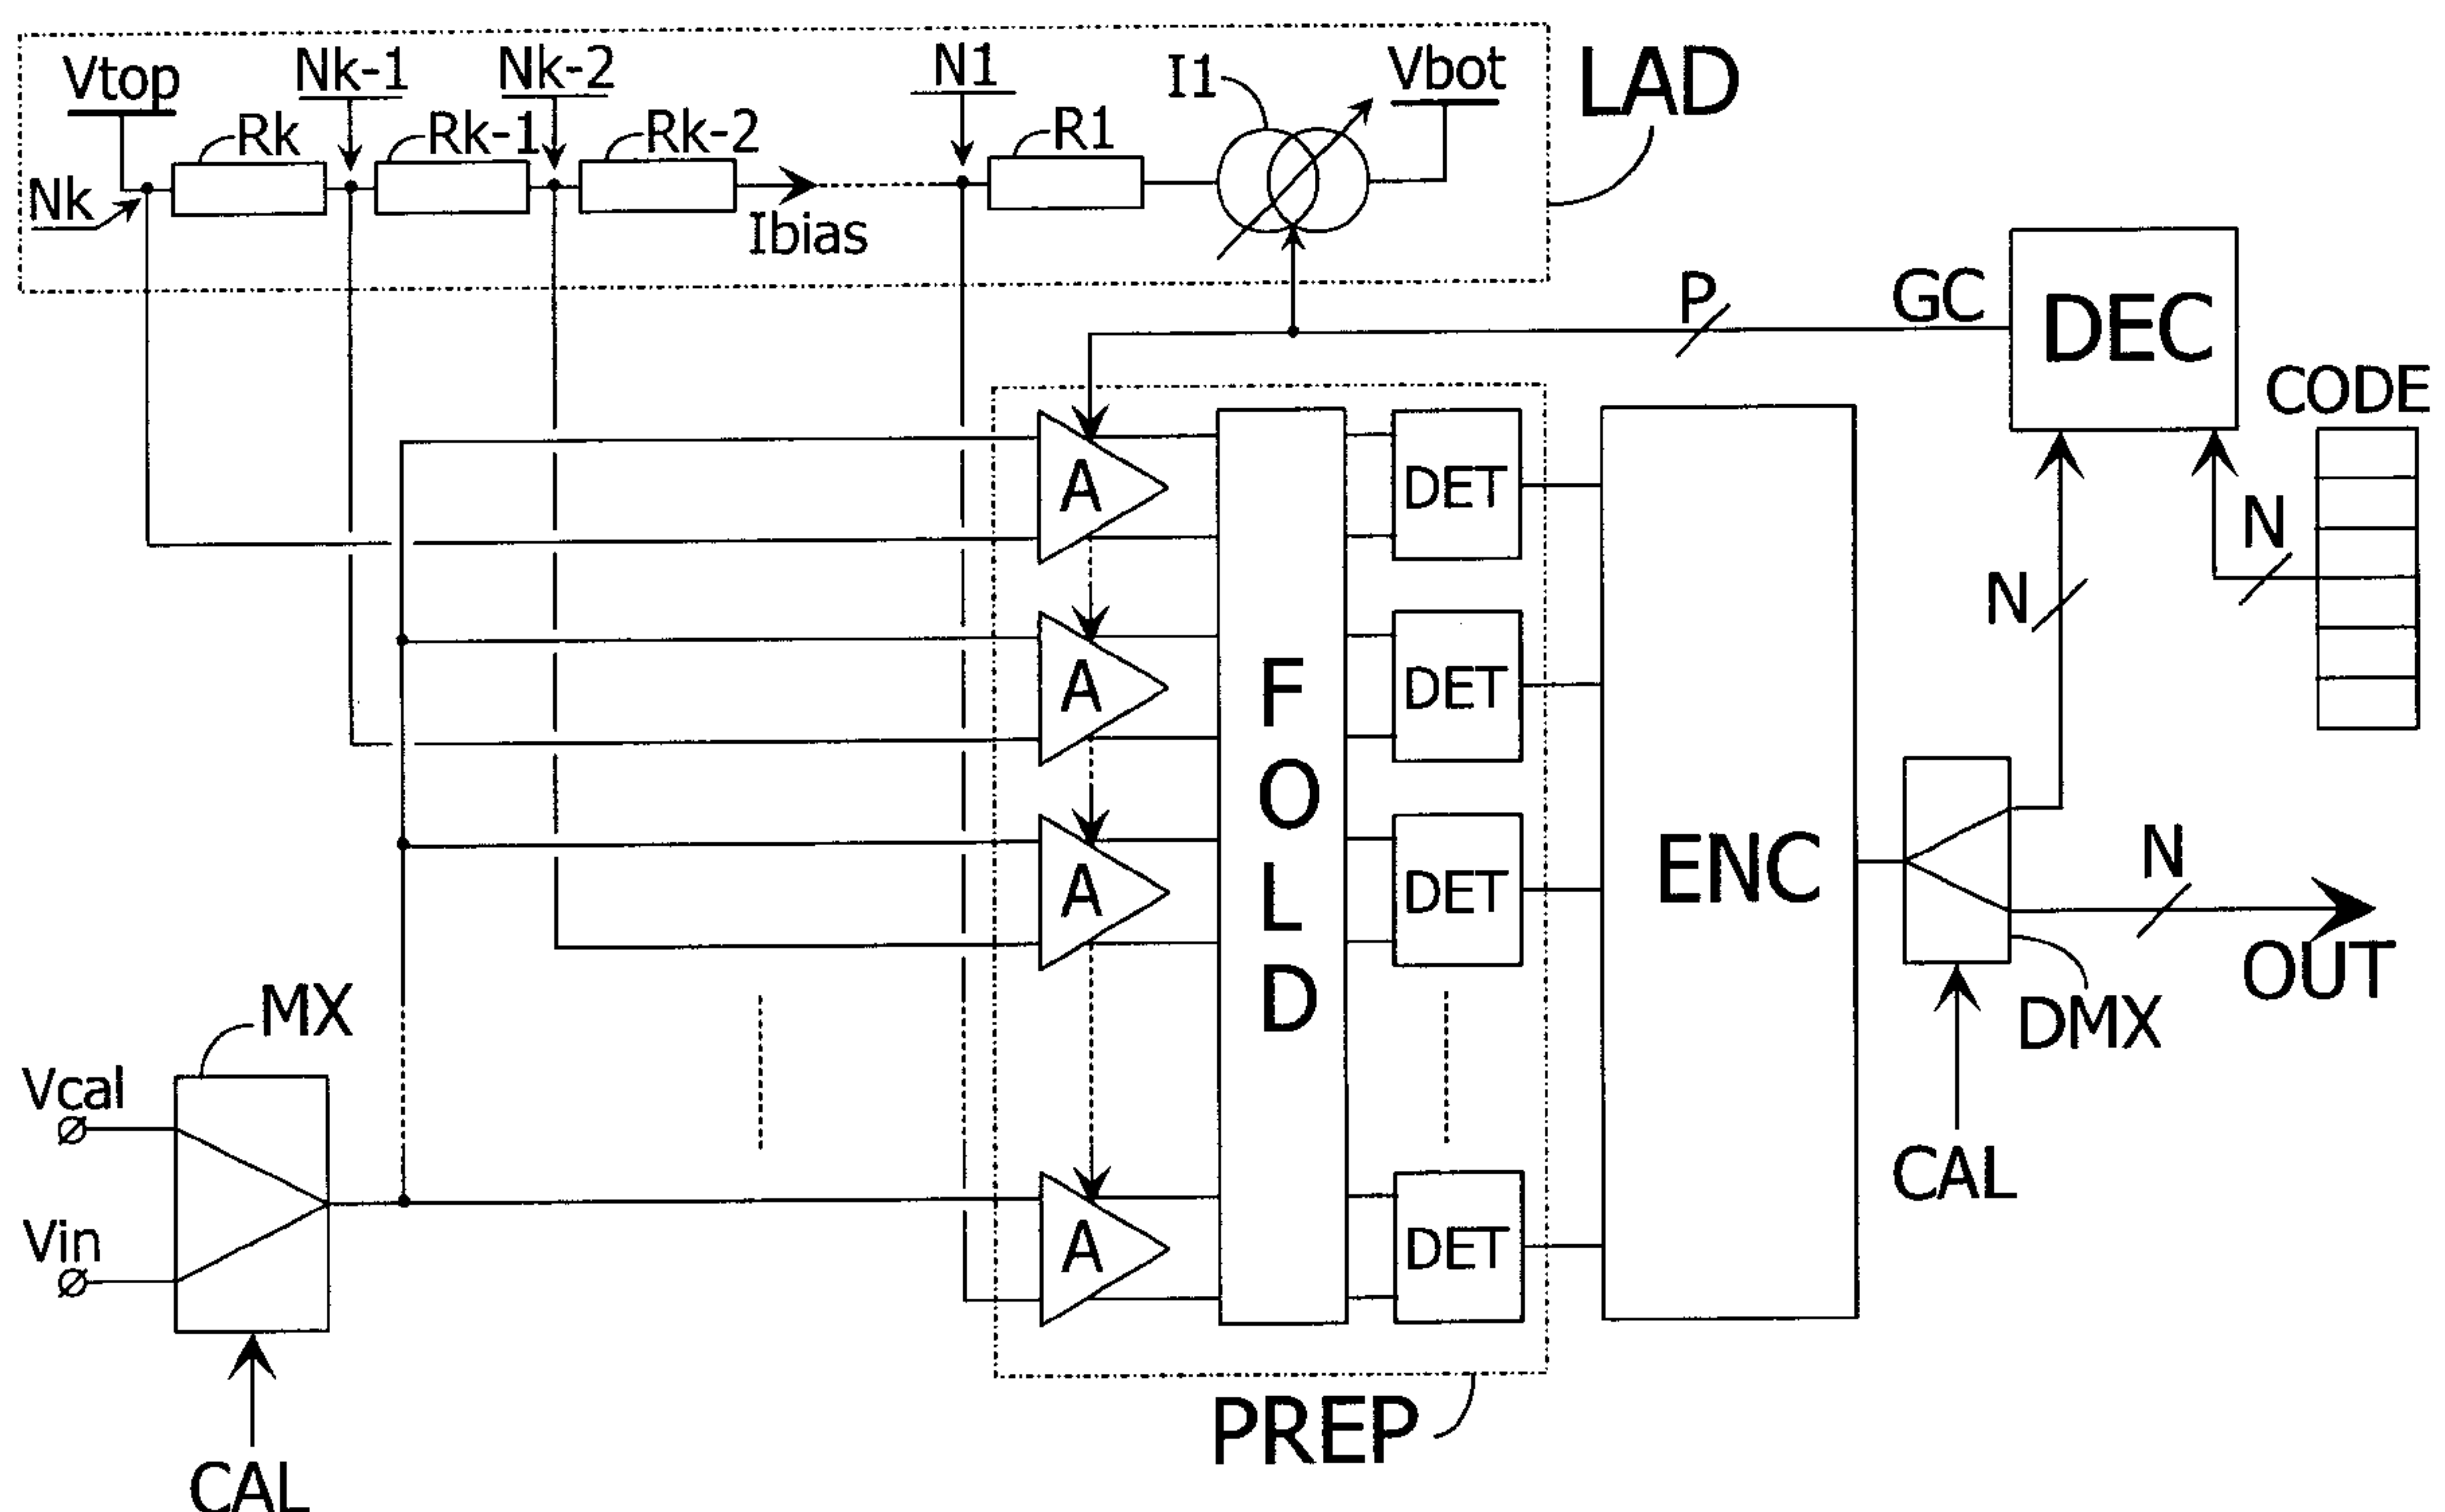 Vtop
Nk-1
Nk-2
N1
I1
Vbot
LAD
Rk
Rk-1
Rk-2
R1
Nk
Ibias
P
GC
DEC
CODE
A
DET
N
N
A
DET
F
O
L
D
A
DET
ENC
N
OUT
DMX
MX
Vcal
Vin
A
DET
CAL
PREP
CAL